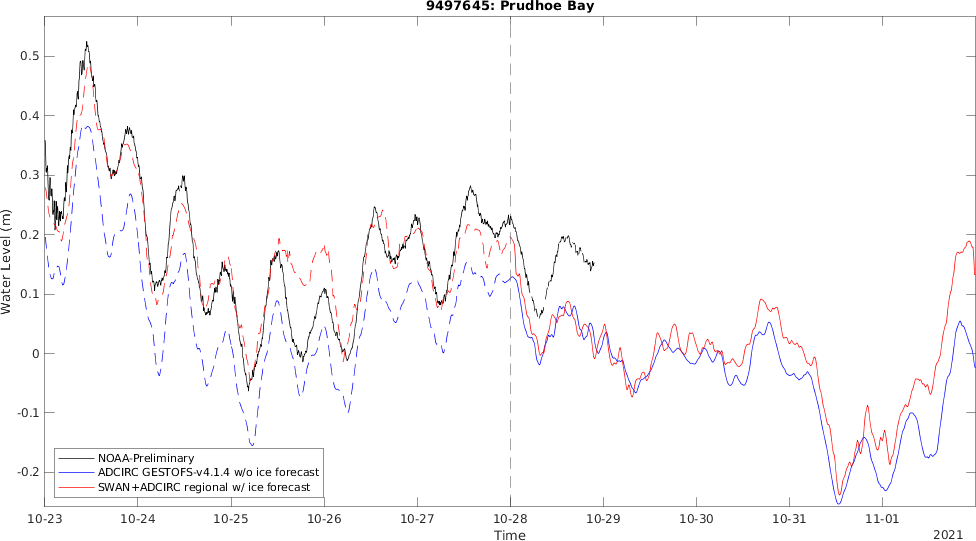 9497645: Prudhoe Bay
0.5
0.4
0.3
0.2
0.1
0
-0.1
-0.2
Water Level (m)
NOAA-Preliminary
ADCIRC GESTOFS-v4.1.4 w/o ice forecast
SWAN+ADCIRC regional w/ ice forecast
10-23 10-24 10-25 10-26 10-27 10-28 10-29 10-30 10-31 11-01
Time
2021